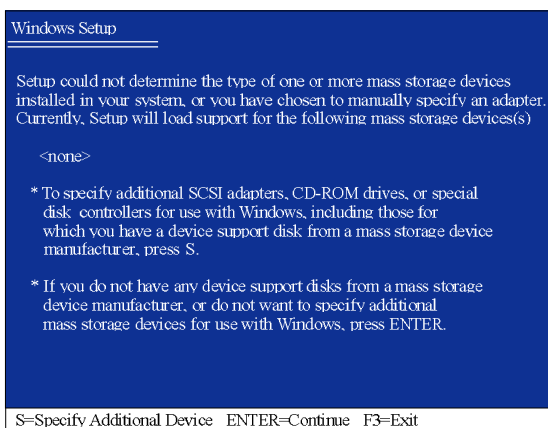 Windows Setup
Setup could not determine the type of one or more mass storage devices
installed in your system, or you have chosen to manually specify an adapter.
Currently, Setup will load support for the following mass storage devices(s)
<none>
* To specify additional SCSI adapters, CD-ROM drives, or special
disk controllers for use with Windows, including those for
which you have a device support disk from a mass storage device
manufacturer, press S.
* If you do not have any device support disks from a mass storage
device manufacturer, or do not want to specify additional
mass storage devices for use with Windows, press ENTER.
S=Specify Additional Device ENTER=Continue F3=Exit